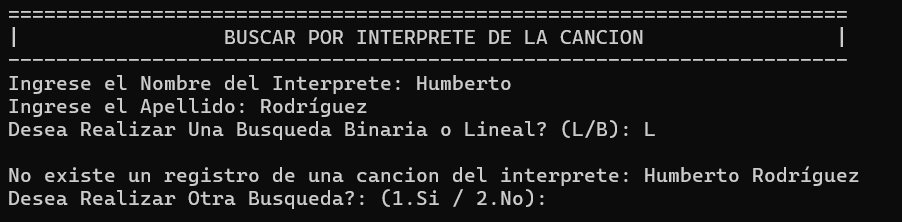 ======================================================================
|                 BUSCAR POR INTERPRETE DE LA CANCION                |
----------------------------------------------------------------------
Ingrese el Nombre del Interprete: Humberto
Ingrese el Apellido: Rodríguez
Desea Realizar Una Busqueda Binaria o Lineal? (L/B): L

No existe un registro de una cancion del interprete: Humberto Rodríguez
Desea Realizar Otra Busqueda?: (1.Si / 2.No):